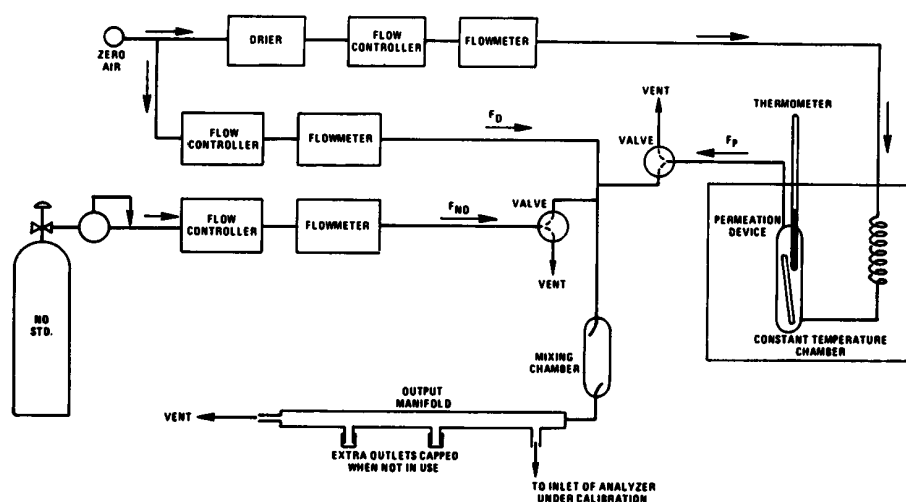 ZERO
AIR
DRIER
FLOW
CONTROLLER
FLOWMETER
FLOW
CONTROLLER
FLOWMETER
F_D
VENT
VALVE
F_P
THERMOMETER
NO
STD.
FLOW
CONTROLLER
FLOWMETER
F_NO
VALVE
VENT
PERMEATION
DEVICE
CONSTANT TEMPERATURE
CHAMBER
MIXING
CHAMBER
OUTPUT
MANIFOLD
VENT
EXTRA OUTLETS CAPPED
WHEN NOT IN USE
TO INLET OF ANALYZER
UNDER CALIBRATION